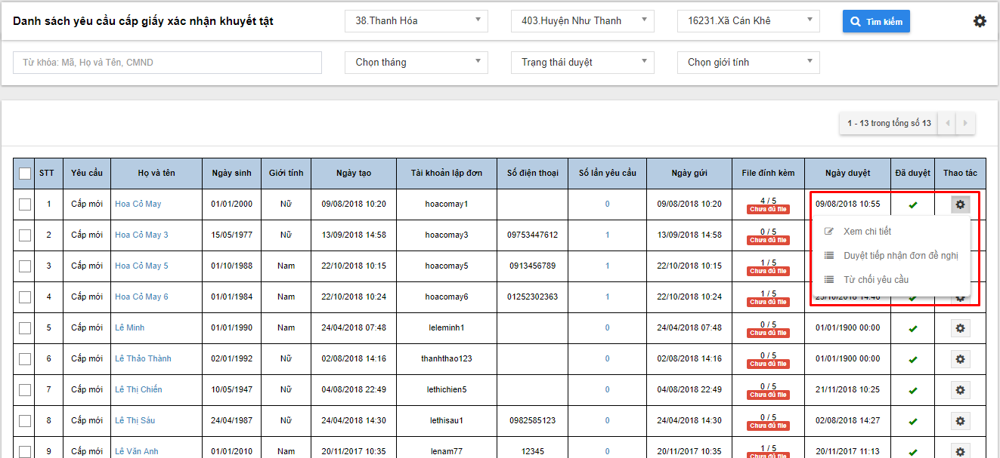 Danh sách yêu cầu cấp giấy xác nhận khuyết tật 38.Thanh Hóa 403.Huyện Như Thanh 16231.Xã Cán Khê Tìm kiếm
Từ khóa: Mã, Họ và Tên, CMND Chọn tháng Trạng thái duyệt Chọn giới tính
1 - 13 trong tổng số 13
STT Yêu cầu Họ và tên Ngày sinh Giới tính Ngày tạo Tài khoản lập đơn Số điện thoại Số lần yêu cầu Ngày gửi File đính kèm Ngày duyệt Đã duyệt Thao tác
1 Cấp mới Hoa Cỏ May 01/01/2000 Nữ 09/08/2018 10:20 hoacomay1 0 09/08/2018 10:20 4 / 5 Chưa đủ file 09/08/2018 10:55
Xem chi tiết
2 Cấp mới Hoa Cỏ May 3 15/05/1977 Nữ 13/09/2018 14:58 hoacomay3 09753447612 1 13/09/2018 14:58 0 / 5 Chưa đủ file
Duyệt tiếp nhận đơn đề nghị
3 Cấp mới Hoa Cỏ May 5 01/10/1988 Nam 22/10/2018 10:15 hoacomay5 0913456789 1 22/10/2018 10:15 1 / 5 Chưa đủ file
Từ chối yêu cầu
4 Cấp mới Hoa Cỏ May 6 01/01/1984 Nam 22/10/2018 10:24 hoacomay6 01252302363 1 22/10/2018 10:24 1 / 5 Chưa đủ file
5 Cấp mới Lê Minh 01/01/1990 Nam 24/04/2018 07:48 leleminh1 0 24/04/2018 07:48 0 / 5 Chưa đủ file 01/01/1900 00:00
6 Cấp mới Lê Thảo Thành 02/01/1992 Nữ 02/08/2018 14:16 thanhthao123 0 02/08/2018 14:16 0 / 5 Chưa đủ file 01/01/1900 00:00
7 Cấp mới Lê Thị Chiến 10/05/1947 Nữ 04/08/2018 22:49 lethichien5 0 04/08/2018 22:49 0 / 5 Chưa đủ file 21/11/2018 10:25
8 Cấp mới Lê Thị Sáu 24/04/1987 Nữ 24/04/2018 14:30 lethisau1 0982585123 0 24/04/2018 14:30 0 / 5 Chưa đủ file 02/08/2018 14:27
9 Cấp mới Lê Văn Anh 01/01/2010 Nam 20/11/2017 10:35 lenam77 12345 0 20/11/2017 10:35 1 / 5 Chưa đủ file 20/11/2017 11:13